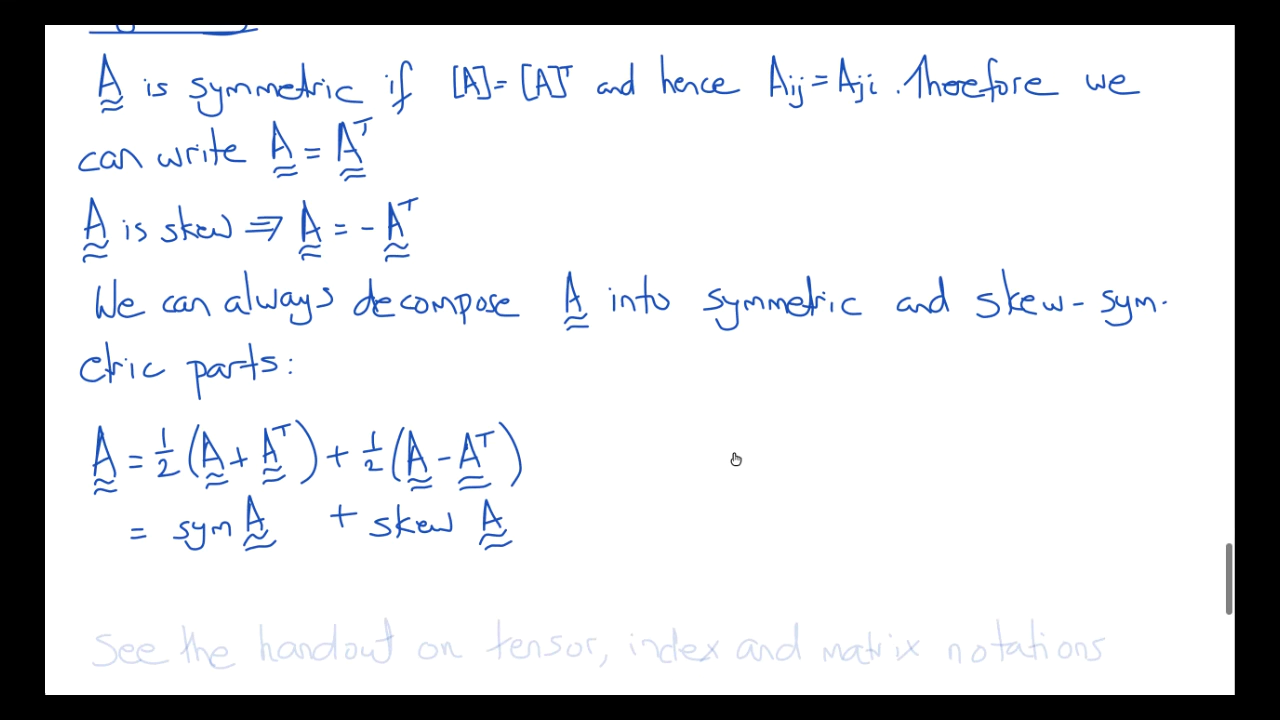 A is symmetric if [A]=[A]ᵀ and hence Aij=Aji. Therefore we
can write A = Aᵀ
A is skew ⇒ A = -Aᵀ
We can always decompose A into symmetric and skew-sym-
etric parts:
A = 1/2 (A + Aᵀ) + 1/2 (A - Aᵀ)
= sym A + skew A
See the handout on tensor, index and matrix notations